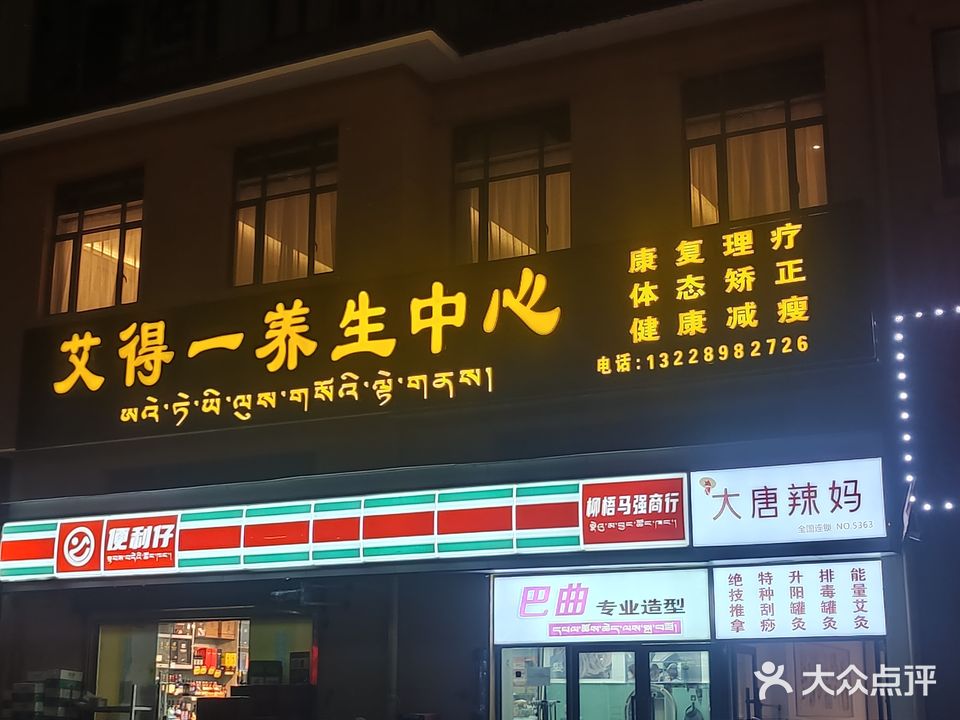 艾得一养生中心
ཨའེ་ཏེ་ཡི་ལུས་གསོའི་ལྟེ་གནས།
康复理疗
体态矫正
健康减瘦
电话:13228982726
便利仔
柳梧马强商行
大唐辣妈
全国连锁 NO.5363
巴曲 专业造型
绝技推拿
特种刮痧
升阳罐灸
排毒罐灸
能量艾灸
大众点评